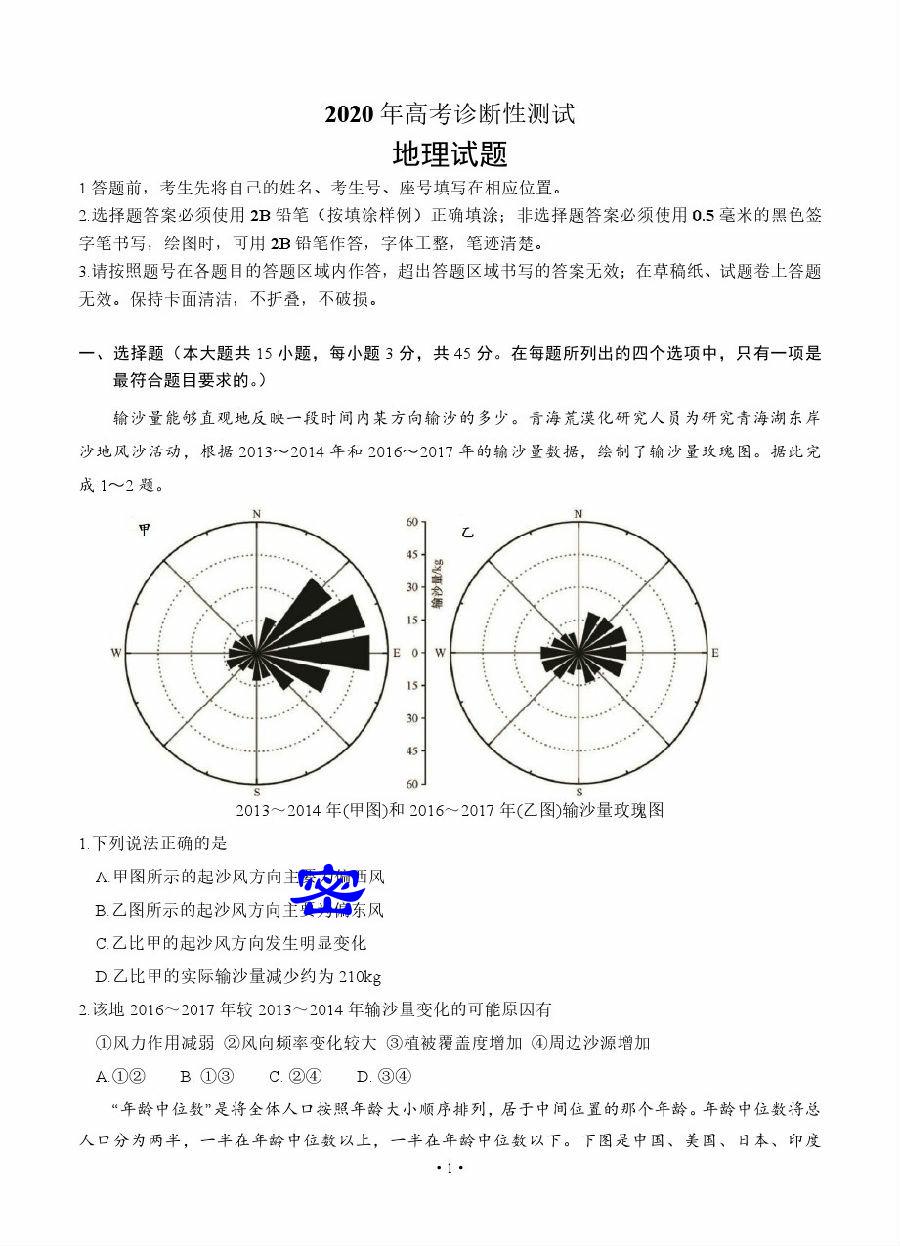 2020 年高考诊断性测试
地理试题
1 答题前，考生先将自己的姓名、考生号、座号填写在相应位置。
2.选择题答案必须使用 2B 铅笔（按填涂样例）正确填涂；非选择题答案必须使用 0.5 毫米的黑色签
字笔书写，绘图时，可用 2B 铅笔作答，字体工整，笔迹清楚。
3.请按照题号在各题目的答题区域内作答，超出答题区域书写的答案无效；在草稿纸、试题卷上答题
无效。保持卡面清洁，不折叠，不破损。
一、选择题（本大题共 15 小题，每小题 3 分，共 45 分。在每题所列出的四个选项中，只有一项是
最符合题目要求的。）
输沙量能够直观地反映一段时间内某方向输沙的多少。青海荒漠化研究人员为研究青海湖东岸
沙地风沙活动，根据 2013～2014 年和 2016～2017 年的输沙量数据，绘制了输沙量玫瑰图。据此完
成 1～2 题。
甲
N
W
E
S
60
45
30
15
0
15
30
45
60
输沙量/kg
乙
N
W
E
S
2013～2014 年(甲图)和 2016～2017 年(乙图)输沙量玫瑰图
1.下列说法正确的是
A.甲图所示的起沙风方向主要为偏西风
B.乙图所示的起沙风方向主要为偏东风
密
C.乙比甲的起沙风方向发生明显变化
D.乙比甲的实际输沙量减少约为 210kg
2.该地 2016～2017 年较 2013～2014 年输沙量变化的可能原因有
①风力作用减弱 ②风向频率变化较大 ③植被覆盖度增加 ④周边沙源增加
A.①② B ①③ C. ②④ D. ③④
“年龄中位数”是将全体人口按照年龄大小顺序排列，居于中间位置的那个年龄。年龄中位数将总
人口分为两半，一半在年龄中位数以上，一半在年龄中位数以下。下图是中国、美国、日本、印度
·1·